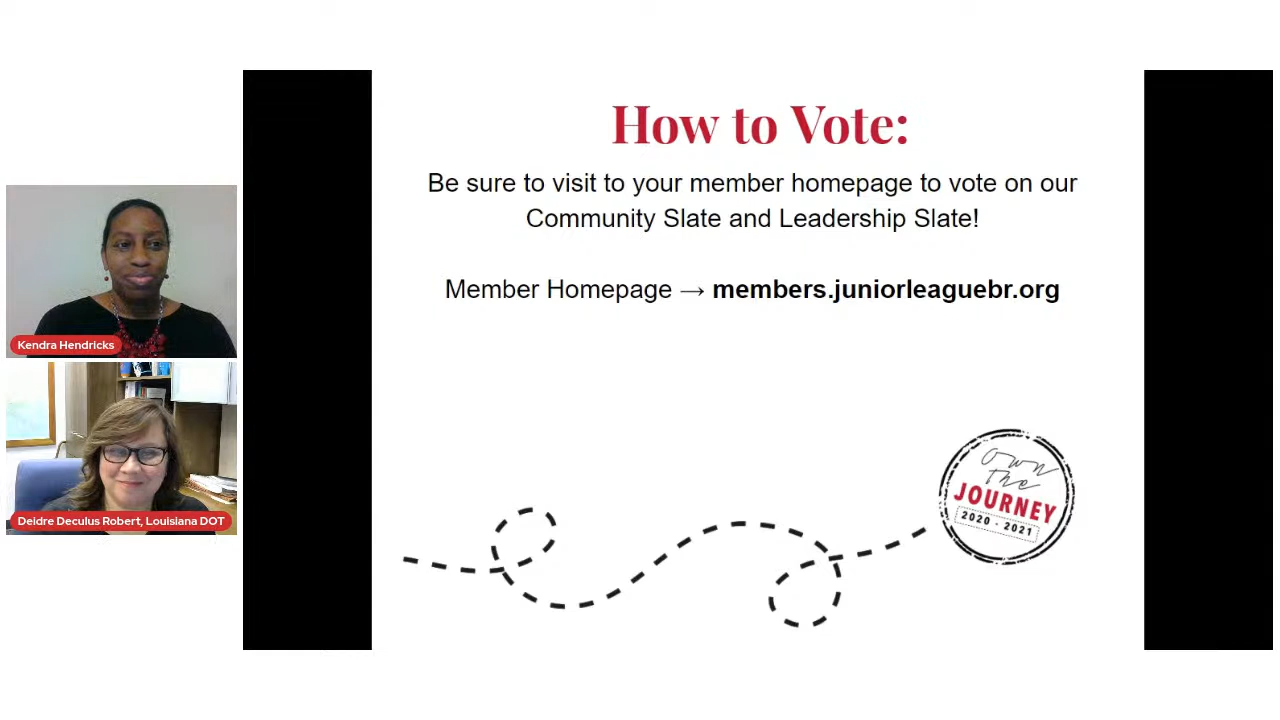 How to Vote:
Be sure to visit to your member homepage to vote on our
Community Slate and Leadership Slate!
Member Homepage → members.juniorleaguebr.org
Kendra Hendricks
Deidre Deculus Robert, Louisiana DOT
own
the
JOURNEY
2020 - 2021